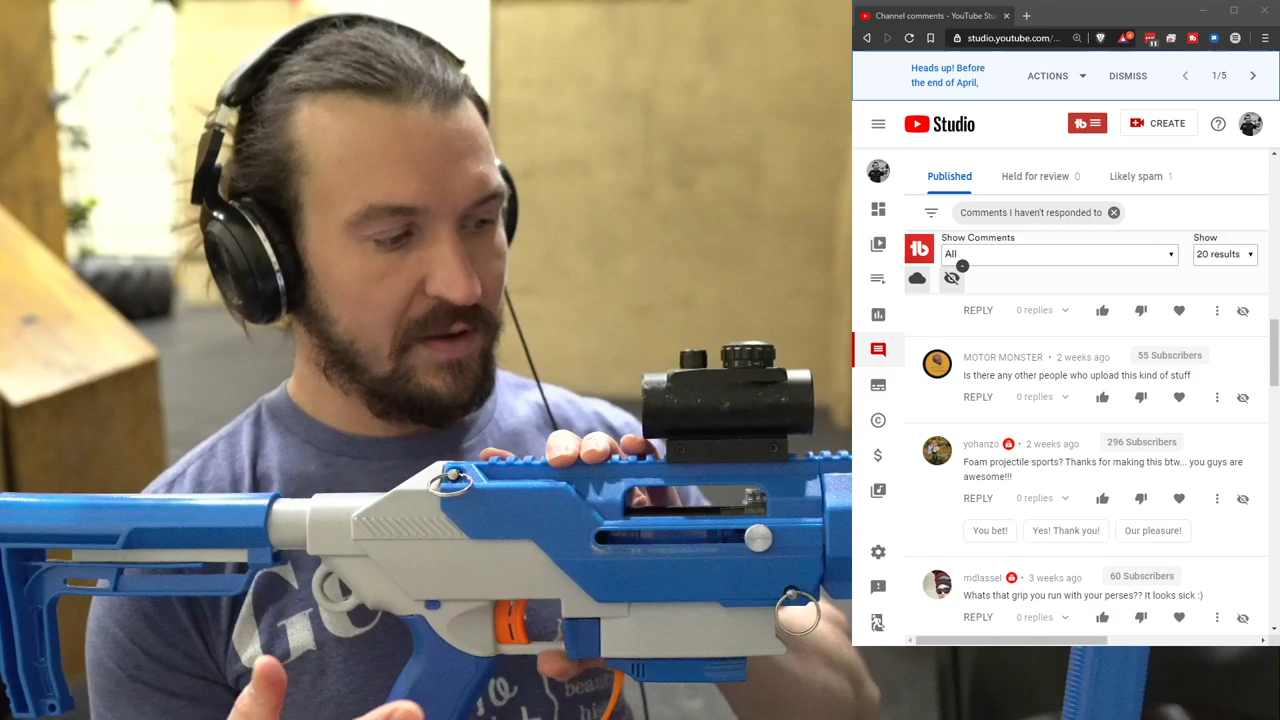 Channel comments - YouTube Stu
studio.youtube.com/...
4
11
Heads up! Before
the end of April,
ACTIONS
DISMISS
1/5
Studio
tb
CREATE
Published
Held for review 0
Likely spam 1
Comments I haven't responded to
tb
Show Comments
Show
All
20 results
REPLY 0 replies
MOTOR MONSTER • 2 weeks ago 55 Subscribers
Is there any other people who upload this kind of stuff
REPLY 0 replies
yohanzo • 2 weeks ago 296 Subscribers
Foam projectile sports? Thanks for making this btw... you guys are
awesome!!!
REPLY 0 replies
You bet!
Yes! Thank you!
Our pleasure!
mdlassel • 3 weeks ago 60 Subscribers
Whats that grip you run with your perses?? It looks sick :)
REPLY 0 replies